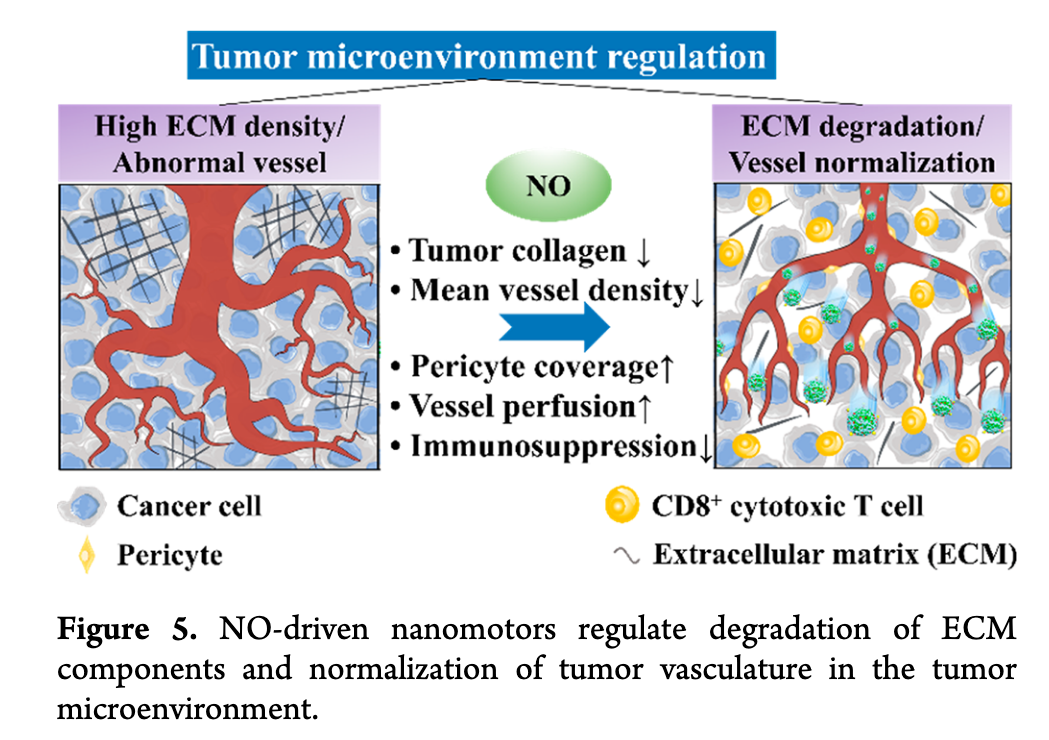 Tumor microenvironment regulation
High ECM density/
Abnormal vessel
NO
• Tumor collagen ↓
• Mean vessel density↓
• Pericyte coverage↑
• Vessel perfusion↑
• Immunosuppression↓
ECM degradation/
Vessel normalization
Cancer cell
Pericyte
CD8⁺ cytotoxic T cell
Extracellular matrix (ECM)
Figure 5. NO-driven nanomotors regulate degradation of ECM
components and normalization of tumor vasculature in the tumor
microenvironment.